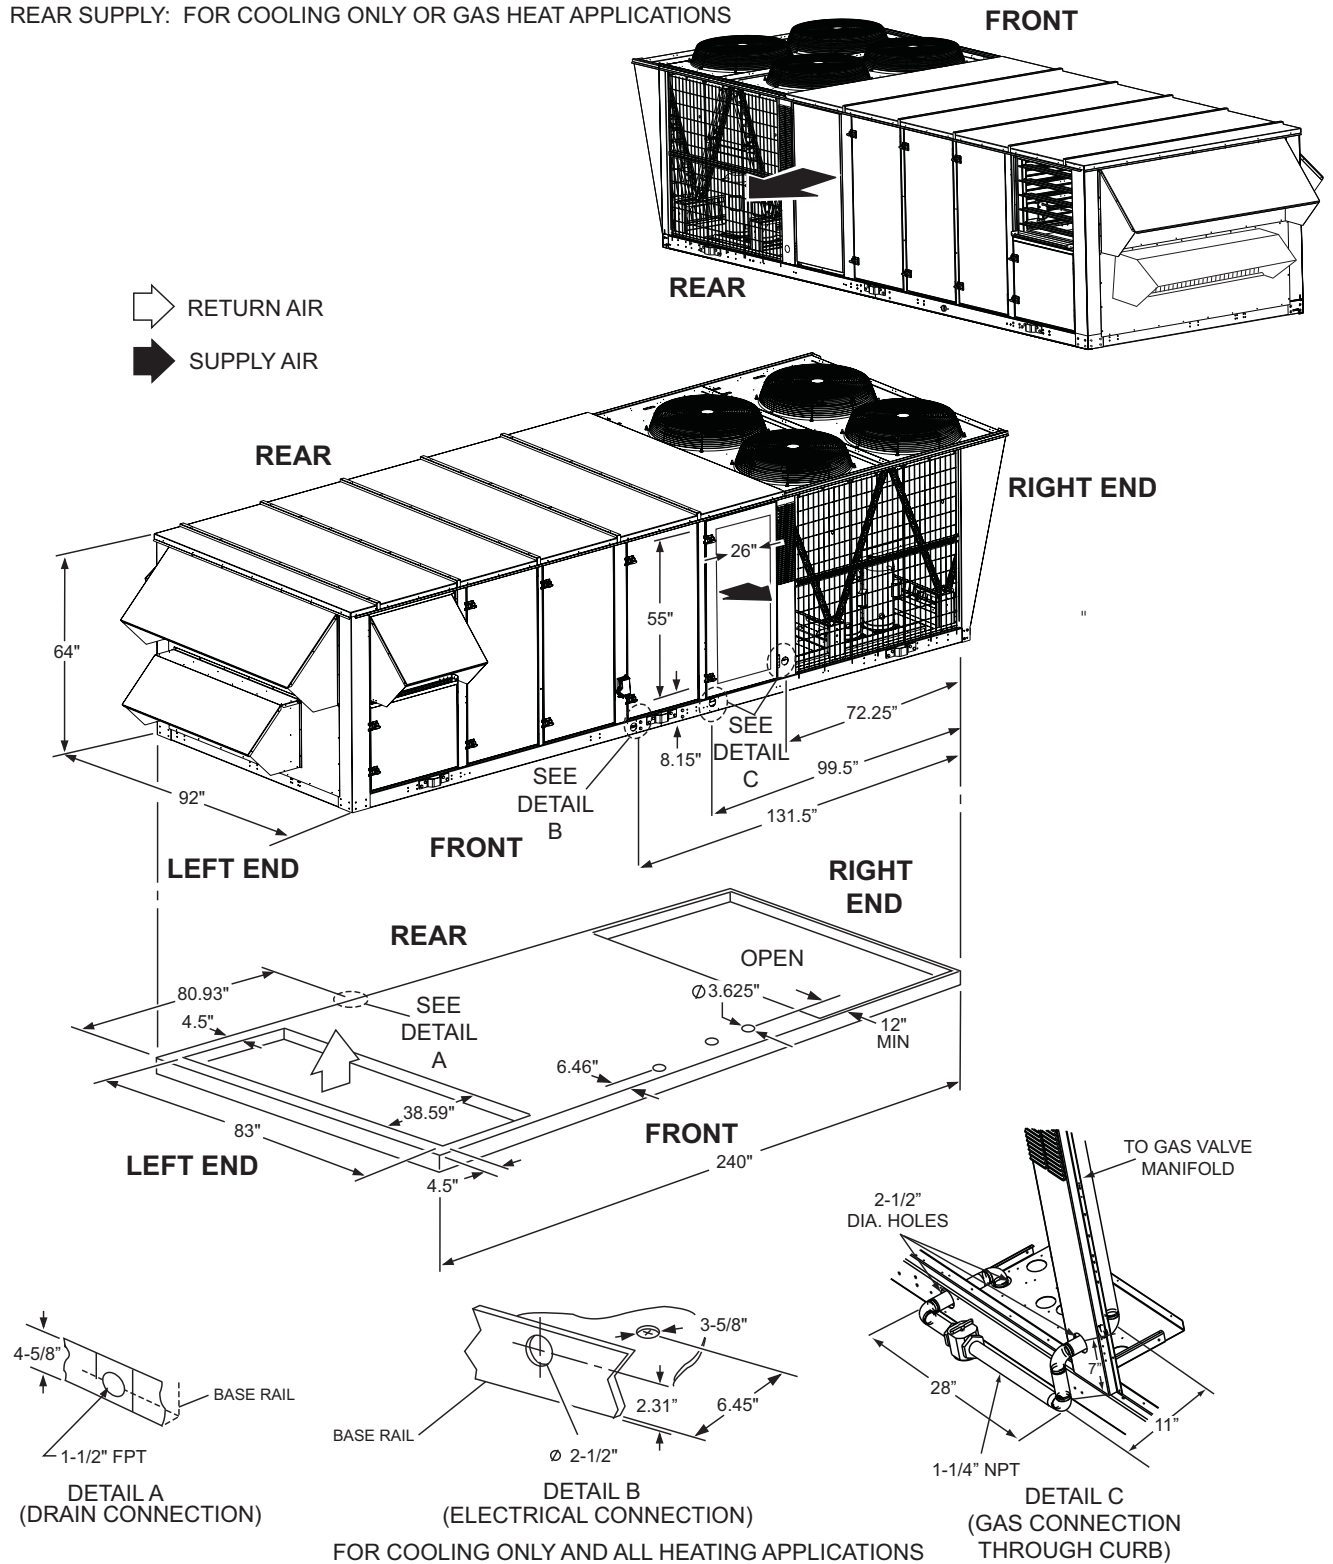 REAR SUPPLY: FOR COOLING ONLY OR GAS HEAT APPLICATIONS
FRONT
REAR
RETURN AIR
SUPPLY AIR
REAR
RIGHT END
26"
55"
64"
"
72.25”
SEE
DETAIL
C
8.15"
99.5”
SEE
DETAIL
B
92"
131.5”
FRONT
LEFT END
RIGHT
END
REAR
OPEN
80.93"
Ø3.625"
SEE
DETAIL
A
4.5"
12"
MIN
6.46"
38.59"
83"
FRONT
LEFT END
240"
4.5"
TO GAS VALVE
MANIFOLD
2-1/2”
DIA. HOLES
3-5/8"
4-5/8”
7”
28”
BASE RAIL
2.31”
6.45"
11”
BASE RAIL
1-1/2" FPT
Ø 2-1/2"
1-1/4” NPT
DETAIL A
(DRAIN CONNECTION)
DETAIL B
(ELECTRICAL CONNECTION)
DETAIL C
(GAS CONNECTION
THROUGH CURB)
FOR COOLING ONLY AND ALL HEATING APPLICATIONS